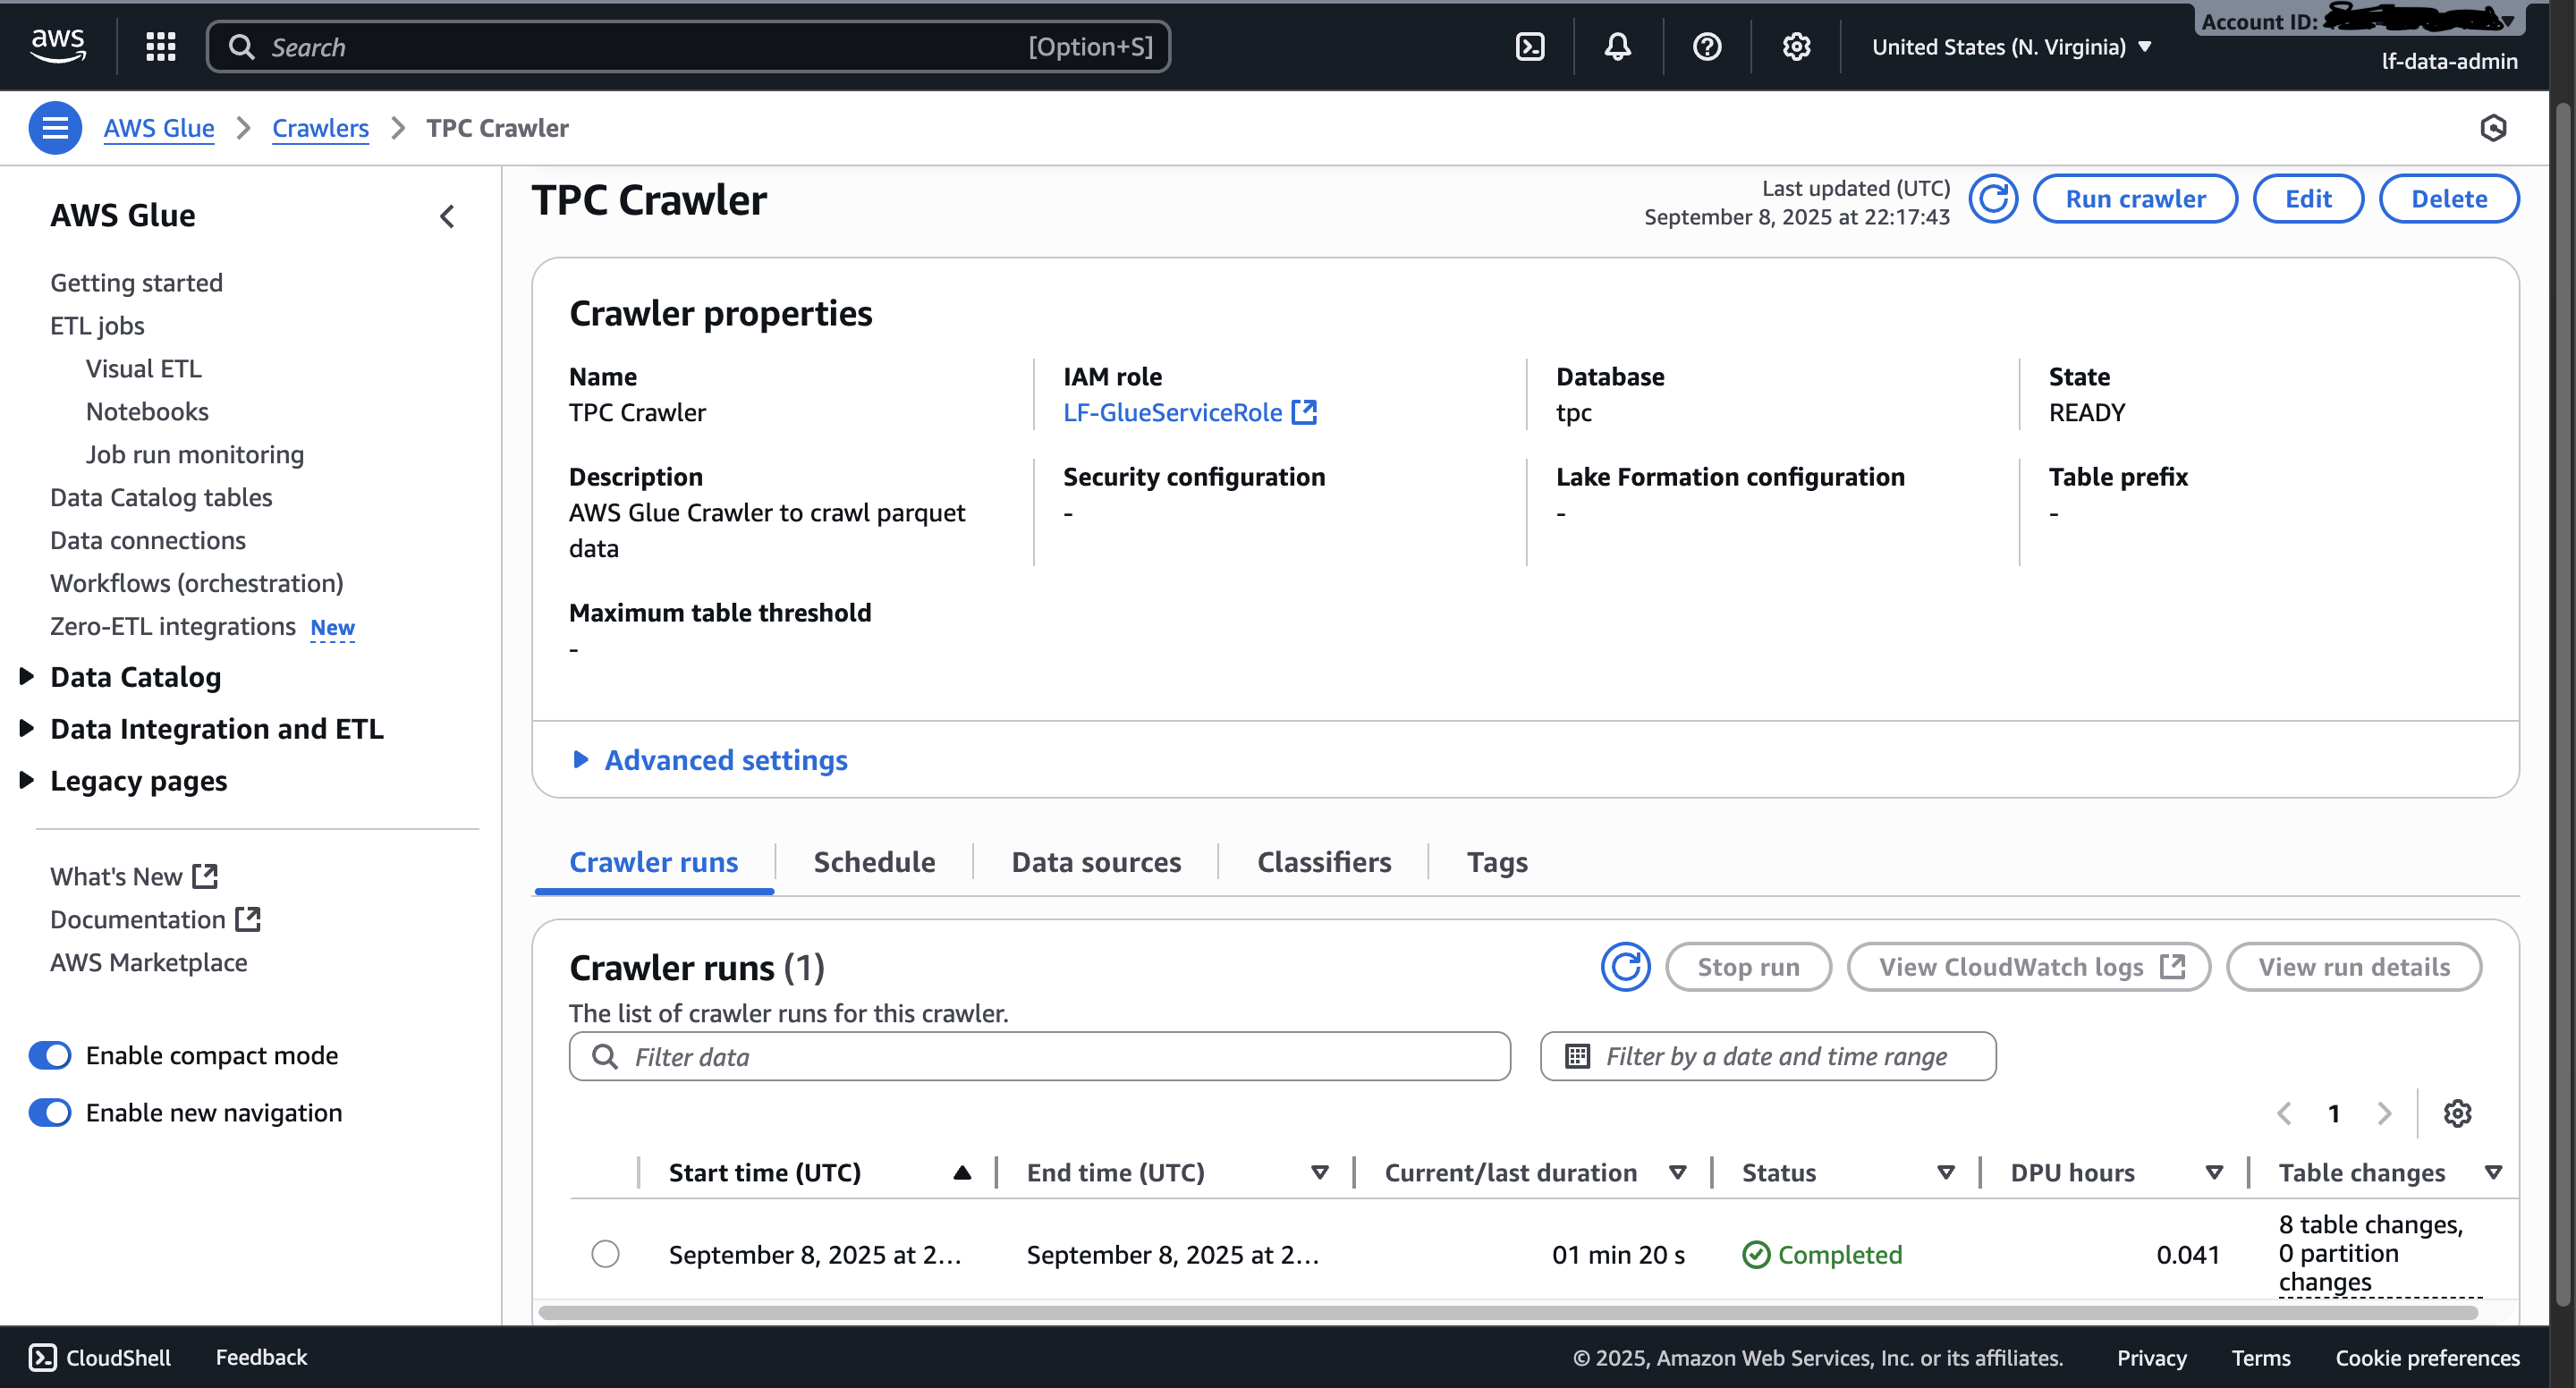 aws
Search
[Option+S]
United States (N. Virginia)
Account ID:
lf-data-admin
AWS Glue
Crawlers
TPC Crawler
AWS Glue
Getting started
ETL jobs
Visual ETL
Notebooks
Job run monitoring
Data Catalog tables
Data connections
Workflows (orchestration)
Zero-ETL integrations New
Data Catalog
Data Integration and ETL
Legacy pages
What's New
Documentation
AWS Marketplace
Enable compact mode
Enable new navigation
TPC Crawler
Last updated (UTC)
September 8, 2025 at 22:17:43
Run crawler
Edit
Delete
Crawler properties
Name
TPC Crawler
IAM role
LF-GlueServiceRole
Database
tpc
State
READY
Description
AWS Glue Crawler to crawl parquet
data
Security configuration
-
Lake Formation configuration
-
Table prefix
-
Maximum table threshold
-
Advanced settings
Crawler runs
Schedule
Data sources
Classifiers
Tags
Crawler runs (1)
The list of crawler runs for this crawler.
Stop run
View CloudWatch logs
View run details
Filter data
Filter by a date and time range
1
Start time (UTC)
End time (UTC)
Current/last duration
Status
DPU hours
Table changes
September 8, 2025 at 2...
September 8, 2025 at 2...
01 min 20 s
Completed
0.041
8 table changes,
0 partition
changes
CloudShell
Feedback
© 2025, Amazon Web Services, Inc. or its affiliates.
Privacy
Terms
Cookie preferences